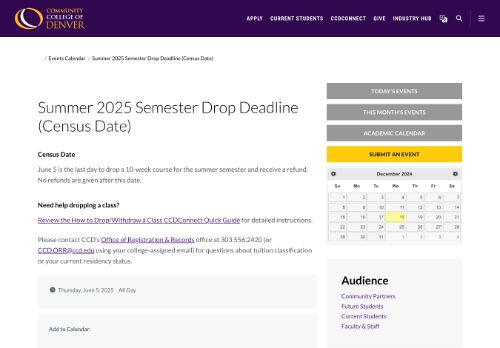 COMMUNITY
COLLEGE OF
DENVER
APPLY CURRENT STUDENTS CCDCONNECT GIVE INDUSTRY HUB
/ Events Calendar / Summer 2025 Semester Drop Deadline (Census Date)
Summer 2025 Semester Drop Deadline
(Census Date)
Census Date
June 5 is the last day to drop a 10-week course for the summer semester and receive a refund.
No refunds are given after this date.
Need help dropping a class?
Review the How to Drop/Withdraw a Class CCDConnect Quick Guide for detailed instructions.
Please contact CCD's Office of Registration & Records office at 303.556.2420 (or
CCD.ORR@ccd.edu using your college-assigned email) for questions about tuition classification
or your current residency status.
Thursday, June 5, 2025 All Day
Add to Calendar:
TODAY'S EVENTS
THIS MONTH'S EVENTS
ACADEMIC CALENDAR
SUBMIT AN EVENT
December 2024
Su Mo Tu We Th Fr Sa
1 2 3 4 5 6 7
8 9 10 11 12 13 14
15 16 17 18 19 20 21
22 23 24 25 26 27 28
29 30 31 1 2 3 4
Audience
Community Partners
Future Students
Current Students
Faculty & Staff